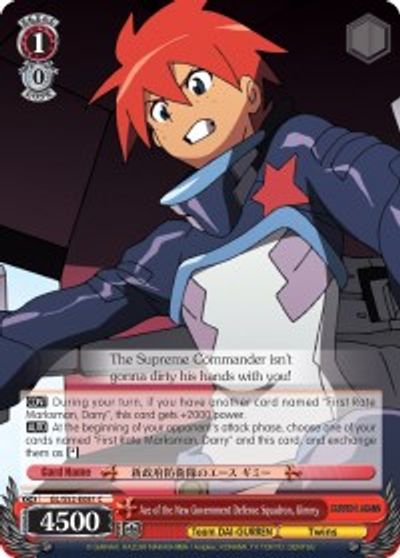 1
0
The Supreme Commander isn't
gonna dirty his hands with you!
CONT During your turn, if you have another card named "First Rate
Marksman, Darry", this card gets +2000 power.
AUTO At the beginning of your opponent's attack phase, choose one of your
cards named "First Rate Marksman, Darry" and this card, and exchange
them as
Card Name
新政府防衛隊のエース ギミー
Ace of the New Government Defense Squadron, Gimmy
GURREN LAGANN
4500
Team DAI-GURREN
Twins